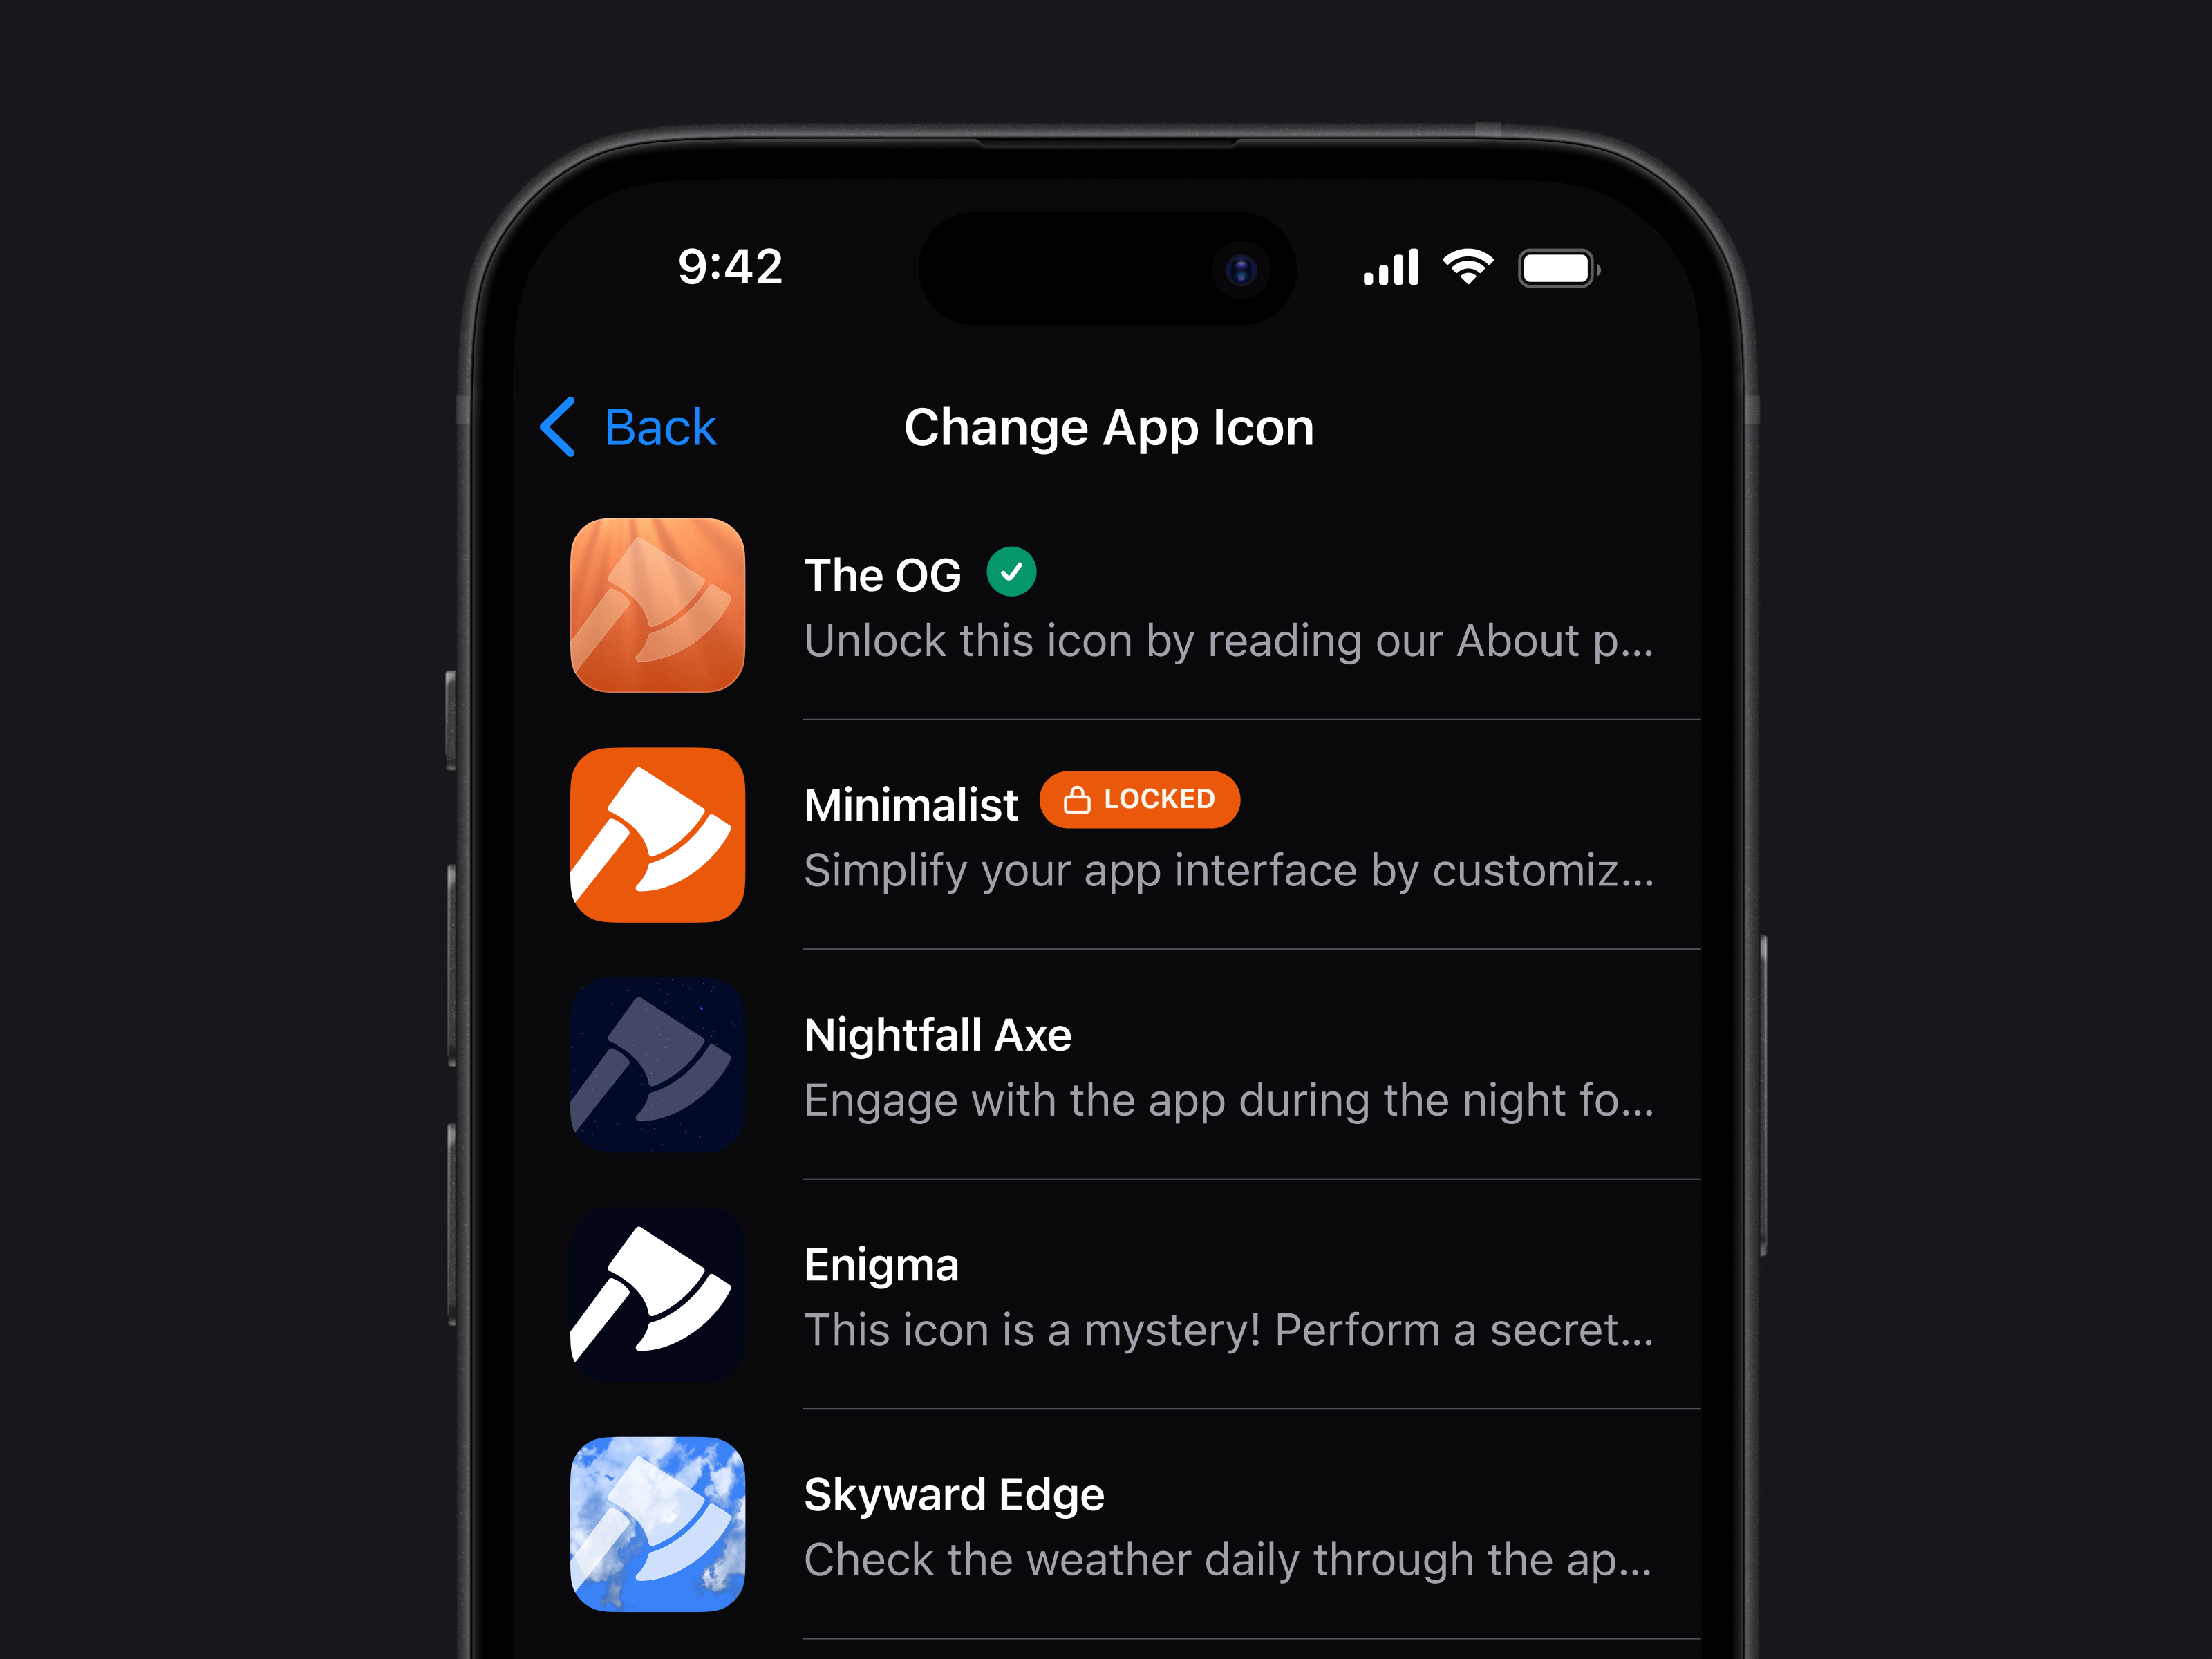 9:42
Back
Change App Icon
The OG
Unlock this icon by reading our About p...
Minimalist
LOCKED
Simplify your app interface by customiz...
Nightfall Axe
Engage with the app during the night fo...
Enigma
This icon is a mystery! Perform a secret...
Skyward Edge
Check the weather daily through the ap...